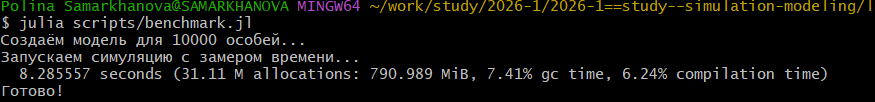 Polina Samarkhanova@SAMARKHANOVA MINGW64 ~/work/study/2026-1/2026-1==study--simulation-modeling/l
$ julia scripts/benchmark.jl
Создаём модель для 10000 особей...
Запускаем симуляцию с замером времени...
  8.285557 seconds (31.11 M allocations: 790.989 MiB, 7.41% gc time, 6.24% compilation time)
Готово!